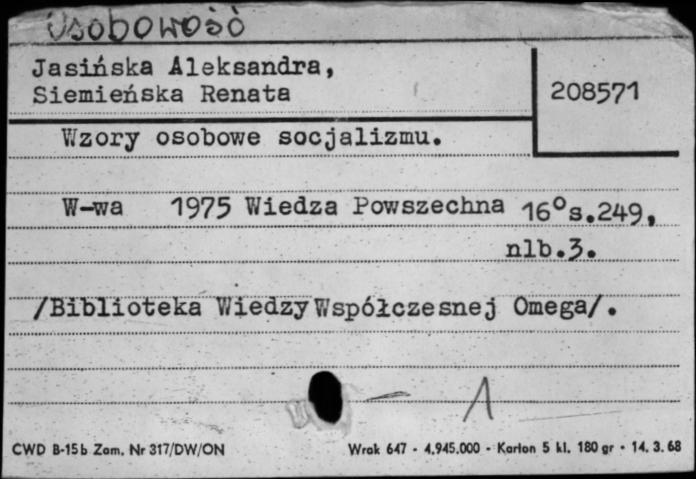 Osobowość
Jasińska Aleksandra,
Siemieńska Renata
208571
Wzory osobowe socjalizmu.
W-wa 1975 Wiedza Powszechna 16° s.249,
nlb.3.
/Biblioteka Wiedzy Współczesnej Omega/.
1
CWD B-15b Zam. Nr 317/DW/ON
Wrak 647 - 4.945.000 - Karton 5 kl. 180 gr - 14. 3. 68